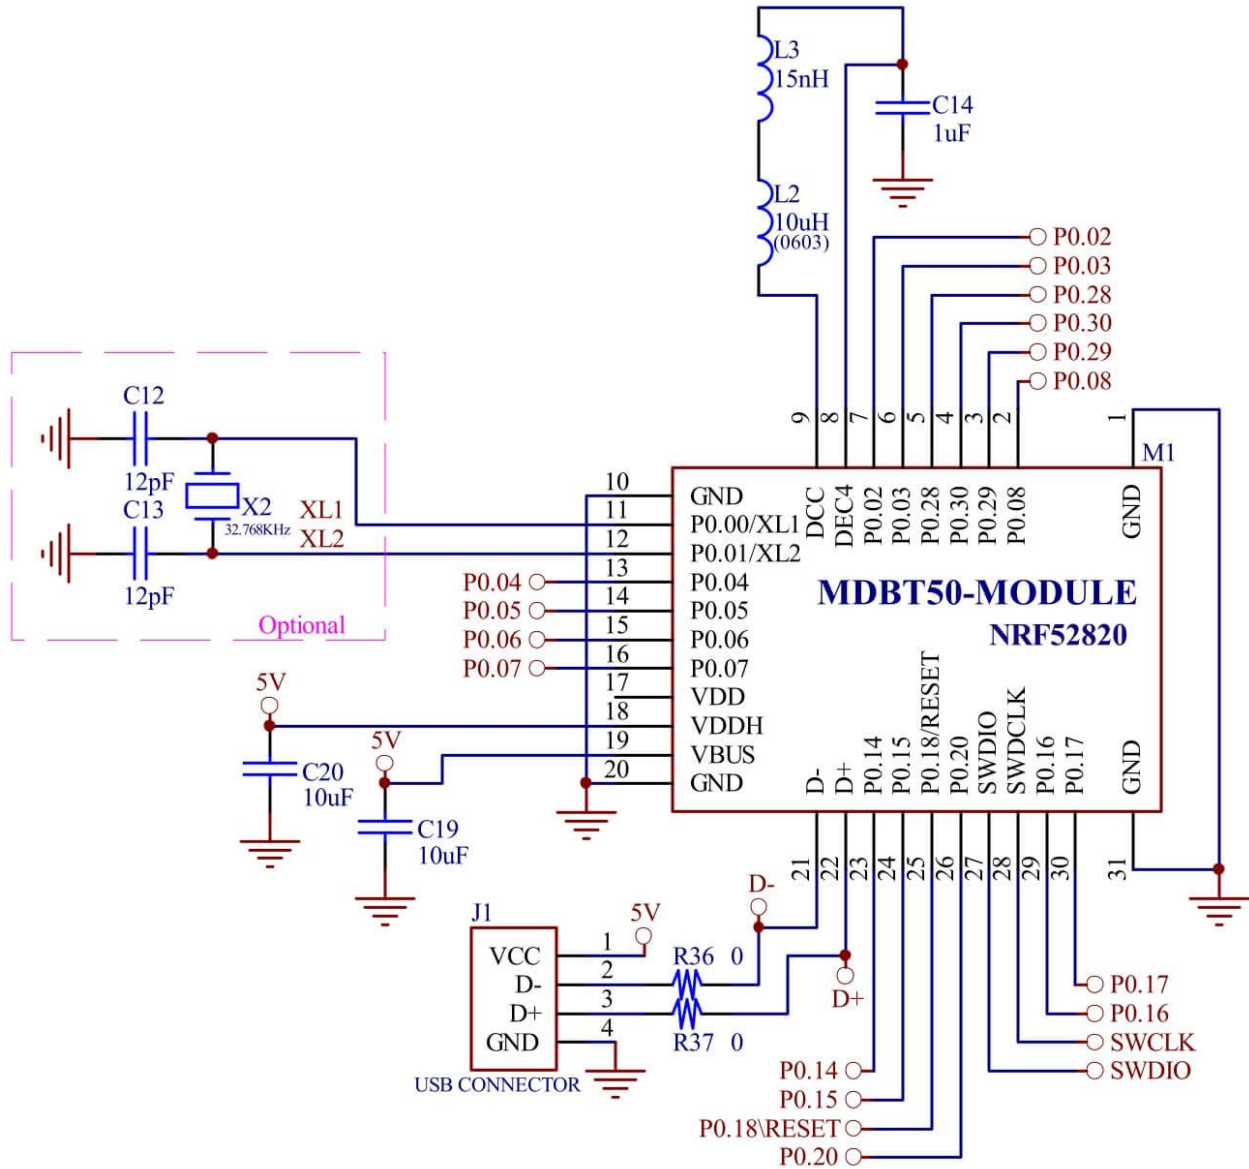 L3
15nH
C14
1uF
L2
10uH
(0603)
P0.02
P0.03
P0.28
P0.30
P0.29
P0.08
9
8
7
6
5
4
3
2
1
M1
C12
12pF
C13
12pF
X2
32.768KHz
XL1
XL2
Optional
10
11
12
13
14
15
16
17
18
19
20
GND
P0.00/XL1
P0.01/XL2
P0.04
P0.05
P0.06
P0.07
VDD
VDDH
VBUS
GND
P0.04
P0.05
P0.06
P0.07
DCC
DEC4
P0.02
P0.03
P0.28
P0.30
P0.29
P0.08
GND
MDBT50-MODULE
NRF52820
5V
C20
10uF
5V
C19
10uF
D-
D+
P0.14
P0.15
P0.18/RESET
P0.20
SWDIO
SWDCLK
P0.16
P0.17
GND
21
22
23
24
25
26
27
28
29
30
31
J1
VCC
D-
D+
GND
1
2
3
4
USB CONNECTOR
5V
R36 0
R37 0
D-
D+
P0.14
P0.15
P0.18\RESET
P0.20
P0.17
P0.16
SWCLK
SWDIO